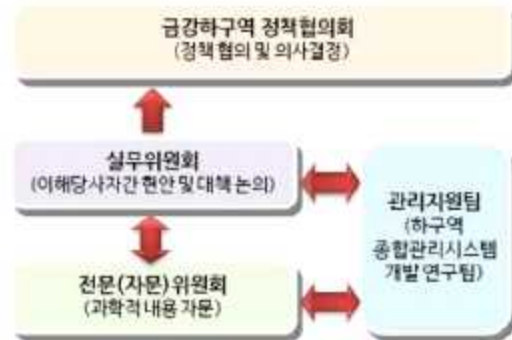 금강하구역 정책협의회
(정책 협의 및 의사결정)
실무위원회
(이해당사자간 현안 및 대책 논의)
전문(자문)위원회
(과학적 내용 자문)
관리지원팀
(하구역
종합관리시스템
개발 연구팀)